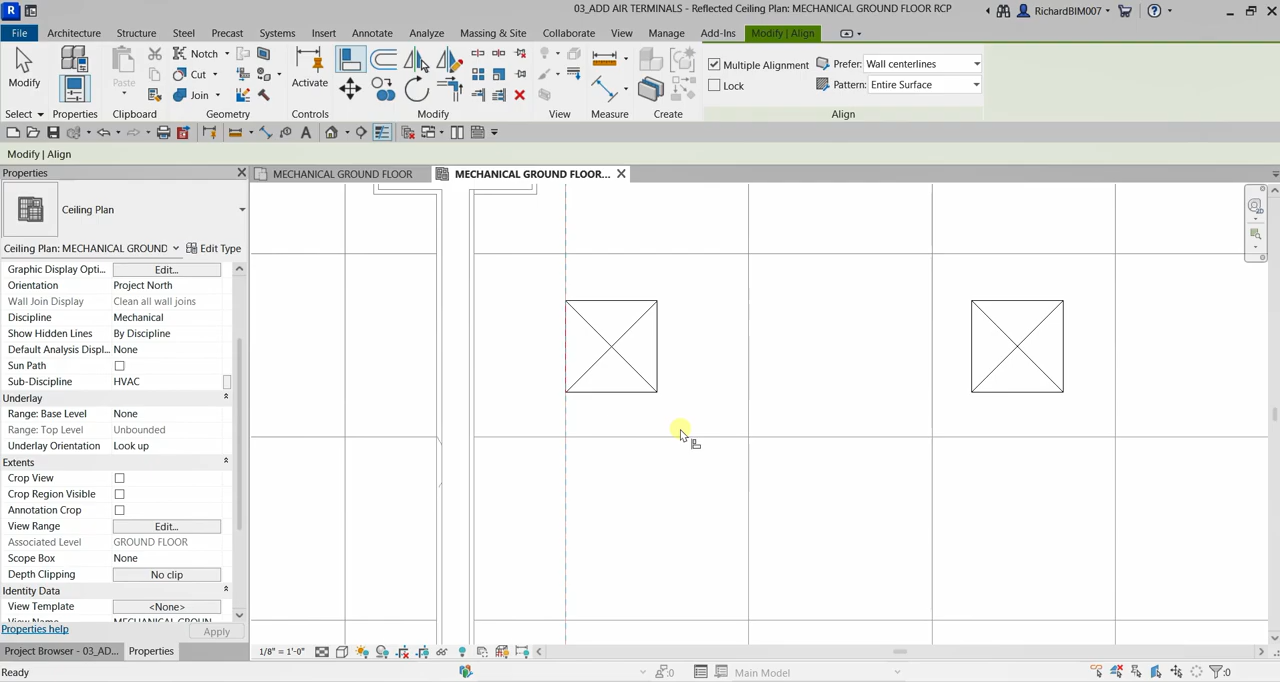 R 03_ADD AIR TERMINALS - Reflected Ceiling Plan: MECHANICAL GROUND FLOOR RCP RichardBIM007
File Architecture Structure Steel Precast Systems Insert Annotate Analyze Massing & Site Collaborate View Manage Add-Ins Modify | Align
Modify Paste Notch Cut Join Activate Multiple Alignment Prefer: Wall centerlines
Lock Pattern: Entire Surface
Select Properties Clipboard Geometry Controls Modify View Measure Create Align
Modify | Align
Properties
MECHANICAL GROUND FLOOR
MECHANICAL GROUND FLOOR...
Ceiling Plan
Ceiling Plan: MECHANICAL GROUND Edit Type
Graphic Display Opti... Edit...
Orientation Project North
Wall Join Display Clean all wall joins
Discipline Mechanical
Show Hidden Lines By Discipline
Default Analysis Displ... None
Sun Path
Sub-Discipline HVAC
Underlay
Range: Base Level None
Range: Top Level Unbounded
Underlay Orientation Look up
Extents
Crop View
Crop Region Visible
Annotation Crop
View Range Edit...
Associated Level GROUND FLOOR
Scope Box None
Depth Clipping No clip
Identity Data
View Template <None>
View Name MECHANICAL GROUN
Properties help Apply
Project Browser - 03_AD... Properties 1/8" = 1'-0"
Ready :0 Main Model :0